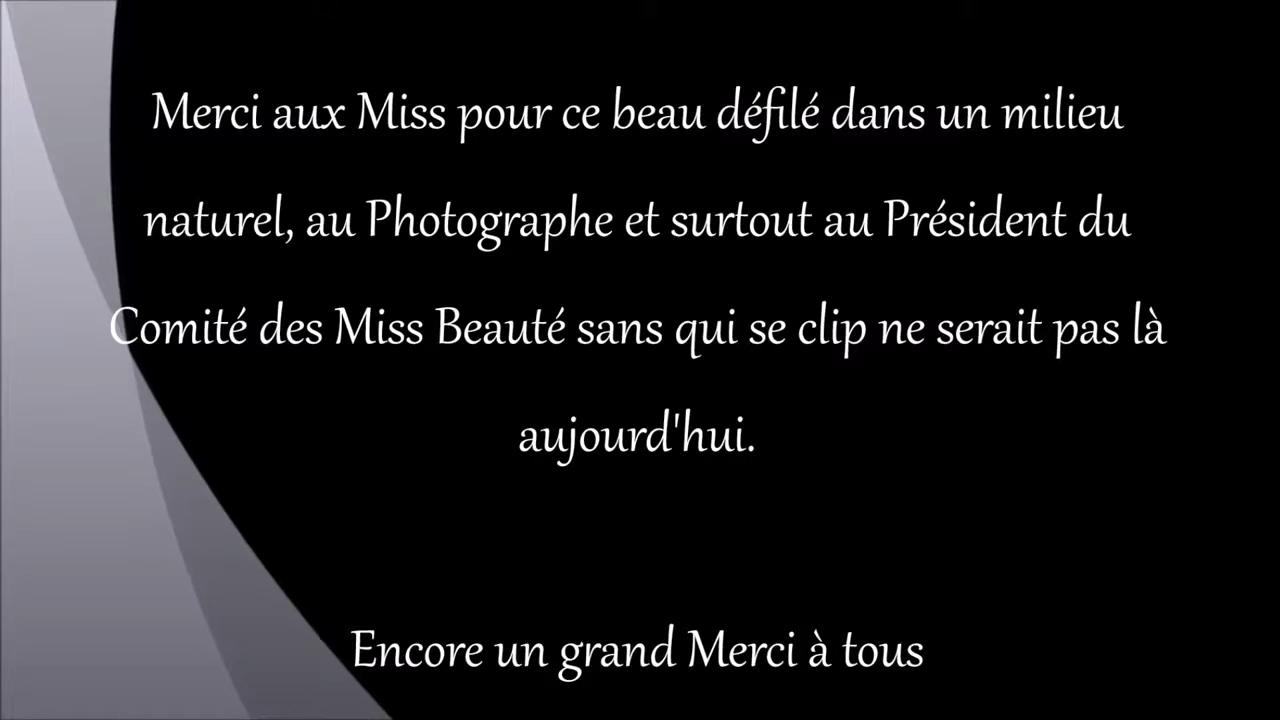 Merci aux Miss pour ce beau défilé dans un milieu
naturel, au Photographe et surtout au Président du
Comité des Miss Beauté sans qui se clip ne serait pas là
aujourd'hui.
Encore un grand Merci à tous